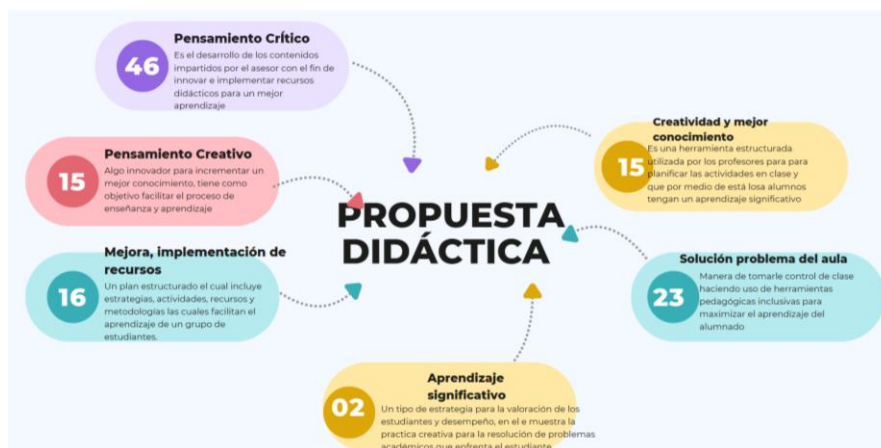 46
Pensamiento Crítico
Es el desarrollo de los contenidos
impartidos por el asesor con el fin de
innovar e implementar recursos
didácticos para un mejor
aprendizaje
15
Pensamiento Creativo
Algo innovador para incrementar un
mejor conocimiento, tiene como
objetivo facilitar el proceso de
enseñanza y aprendizaje
16
Mejora, implementación de
recursos
Un plan estructurado el cual incluye
estrategias, actividades, recursos y
metodologías las cuales facilitan el
aprendizaje de un grupo de
estudiantes.
PROPUESTA
DIDÁCTICA
15
Creatividad y mejor
conocimiento
Es una herramienta estructurada
utilizada por los profesores para para
planificar las actividades en clase y
que por medio de está losa alumnos
tengan un aprendizaje significativo
23
Solución problema del aula
Manera de tomarle control de clase
haciendo uso de herramientas
pedagógicas inclusivas para
maximizar el aprendizaje del
alumnado
02
Aprendizaje
significativo
Un tipo de estrategia para la valoración de los
estudiantes y desempeño, en el e muestra la
practica creativa para la resolución de problemas
académicos que enfrenta el estudiante